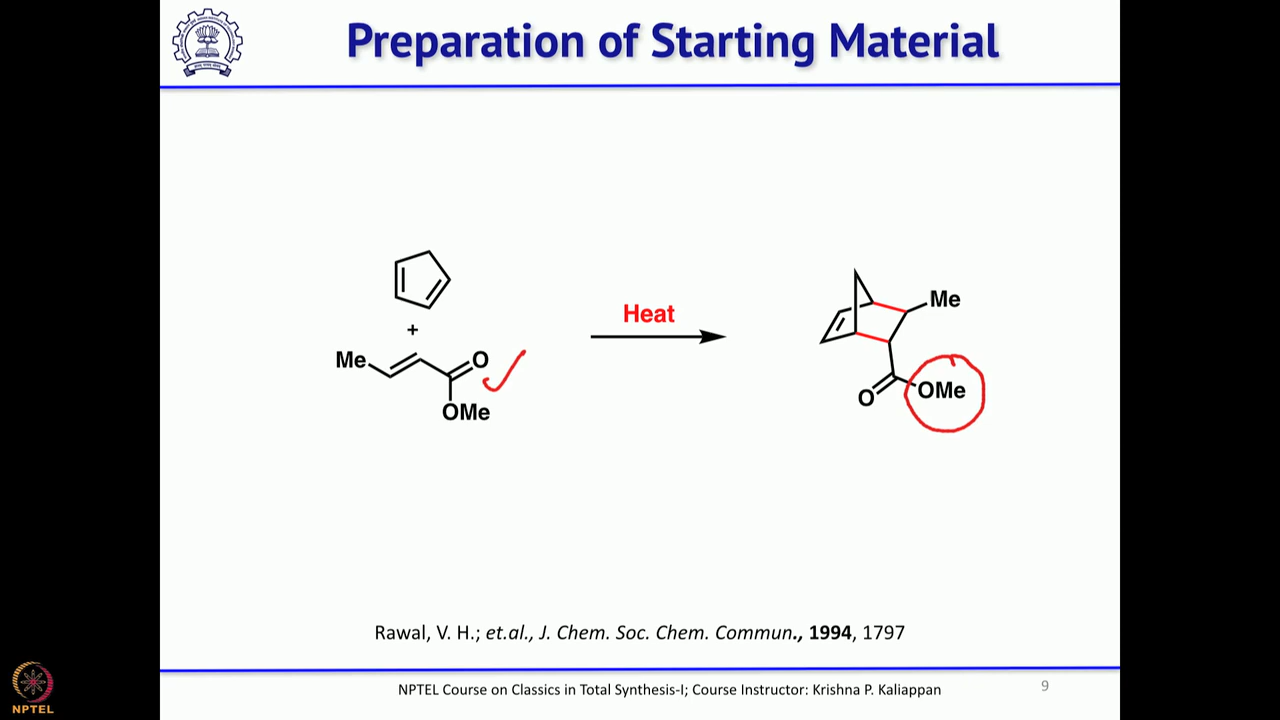 Preparation of Starting Material
+
Me
O
OMe
Heat
Me
O
OMe
Rawal, V. H.; et.al., J. Chem. Soc. Chem. Commun., 1994, 1797
NPTEL Course on Classics in Total Synthesis-I; Course Instructor: Krishna P. Kaliappan
9
NPTEL